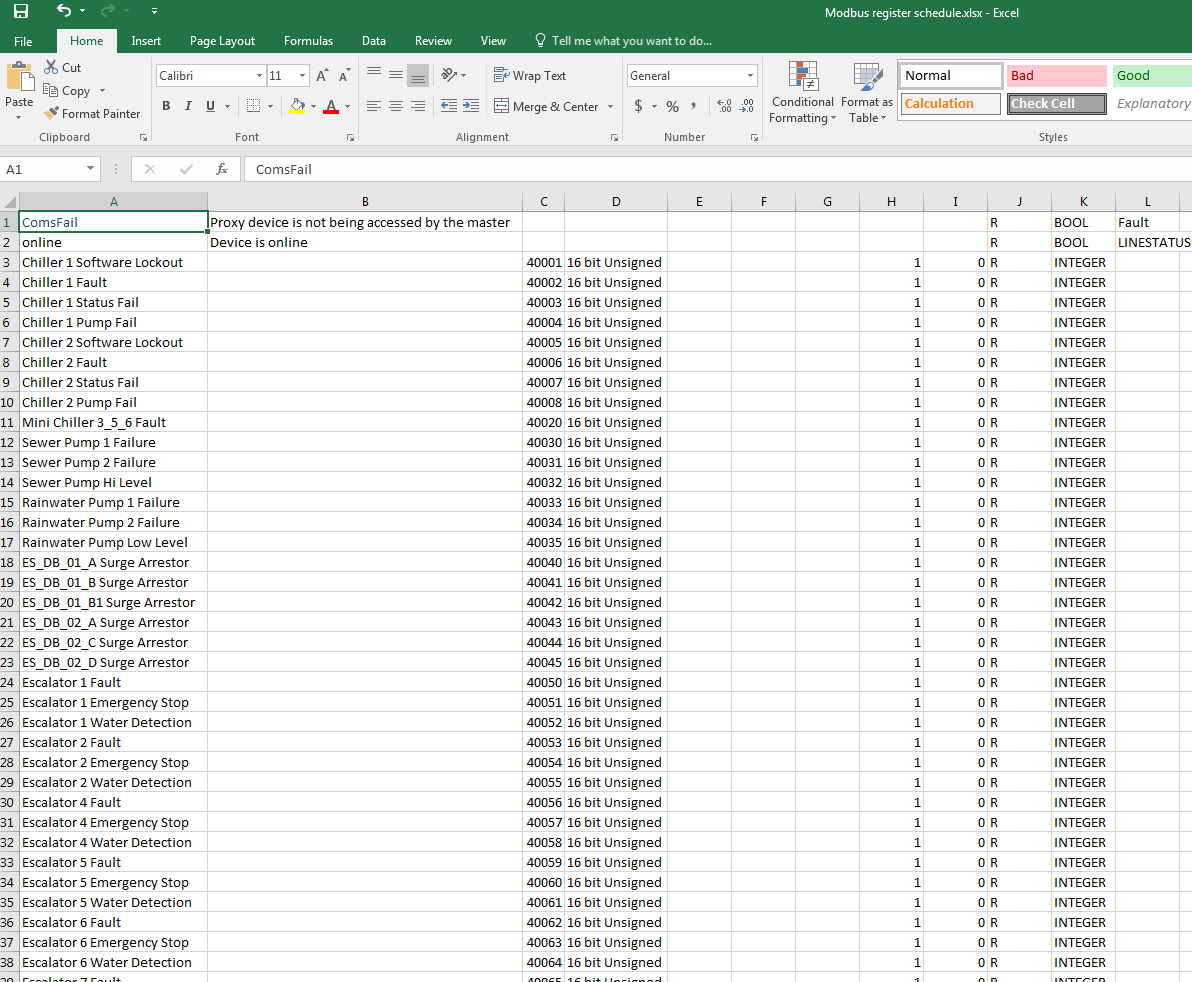 Modbus register schedule.xlsx - Excel
File Home Insert Page Layout Formulas Data Review View Tell me what you want to do...
Paste
Cut
Copy
Format Painter
Clipboard
Calibri 11
B I U
Font
Wrap Text
Merge & Center
Alignment
General
$ % ,
Number
Conditional Formatting
Format as Table
Normal Bad Good
Calculation Check Cell Explanatory
Styles
A1 fx ComsFail
A B C D E F G H I J K L
1 ComsFail Proxy device is not being accessed by the master R BOOL Fault
2 online Device is online R BOOL LINESTATUS
3 Chiller 1 Software Lockout 40001 16 bit Unsigned 1 0 R INTEGER
4 Chiller 1 Fault 40002 16 bit Unsigned 1 0 R INTEGER
5 Chiller 1 Status Fail 40003 16 bit Unsigned 1 0 R INTEGER
6 Chiller 1 Pump Fail 40004 16 bit Unsigned 1 0 R INTEGER
7 Chiller 2 Software Lockout 40005 16 bit Unsigned 1 0 R INTEGER
8 Chiller 2 Fault 40006 16 bit Unsigned 1 0 R INTEGER
9 Chiller 2 Status Fail 40007 16 bit Unsigned 1 0 R INTEGER
10 Chiller 2 Pump Fail 40008 16 bit Unsigned 1 0 R INTEGER
11 Mini Chiller 3_5_6 Fault 40020 16 bit Unsigned 1 0 R INTEGER
12 Sewer Pump 1 Failure 40030 16 bit Unsigned 1 0 R INTEGER
13 Sewer Pump 2 Failure 40031 16 bit Unsigned 1 0 R INTEGER
14 Sewer Pump Hi Level 40032 16 bit Unsigned 1 0 R INTEGER
15 Rainwater Pump 1 Failure 40033 16 bit Unsigned 1 0 R INTEGER
16 Rainwater Pump 2 Failure 40034 16 bit Unsigned 1 0 R INTEGER
17 Rainwater Pump Low Level 40035 16 bit Unsigned 1 0 R INTEGER
18 ES_DB_01_A Surge Arrestor 40040 16 bit Unsigned 1 0 R INTEGER
19 ES_DB_01_B Surge Arrestor 40041 16 bit Unsigned 1 0 R INTEGER
20 ES_DB_01_B1 Surge Arrestor 40042 16 bit Unsigned 1 0 R INTEGER
21 ES_DB_02_A Surge Arrestor 40043 16 bit Unsigned 1 0 R INTEGER
22 ES_DB_02_C Surge Arrestor 40044 16 bit Unsigned 1 0 R INTEGER
23 ES_DB_02_D Surge Arrestor 40045 16 bit Unsigned 1 0 R INTEGER
24 Escalator 1 Fault 40050 16 bit Unsigned 1 0 R INTEGER
25 Escalator 1 Emergency Stop 40051 16 bit Unsigned 1 0 R INTEGER
26 Escalator 1 Water Detection 40052 16 bit Unsigned 1 0 R INTEGER
27 Escalator 2 Fault 40053 16 bit Unsigned 1 0 R INTEGER
28 Escalator 2 Emergency Stop 40054 16 bit Unsigned 1 0 R INTEGER
29 Escalator 2 Water Detection 40055 16 bit Unsigned 1 0 R INTEGER
30 Escalator 4 Fault 40056 16 bit Unsigned 1 0 R INTEGER
31 Escalator 4 Emergency Stop 40057 16 bit Unsigned 1 0 R INTEGER
32 Escalator 4 Water Detection 40058 16 bit Unsigned 1 0 R INTEGER
33 Escalator 5 Fault 40059 16 bit Unsigned 1 0 R INTEGER
34 Escalator 5 Emergency Stop 40060 16 bit Unsigned 1 0 R INTEGER
35 Escalator 5 Water Detection 40061 16 bit Unsigned 1 0 R INTEGER
36 Escalator 6 Fault 40062 16 bit Unsigned 1 0 R INTEGER
37 Escalator 6 Emergency Stop 40063 16 bit Unsigned 1 0 R INTEGER
38 Escalator 6 Water Detection 40064 16 bit Unsigned 1 0 R INTEGER
39 Escalator 7 Fault 40065 16 bit Unsigned 1 0 R INTEGER